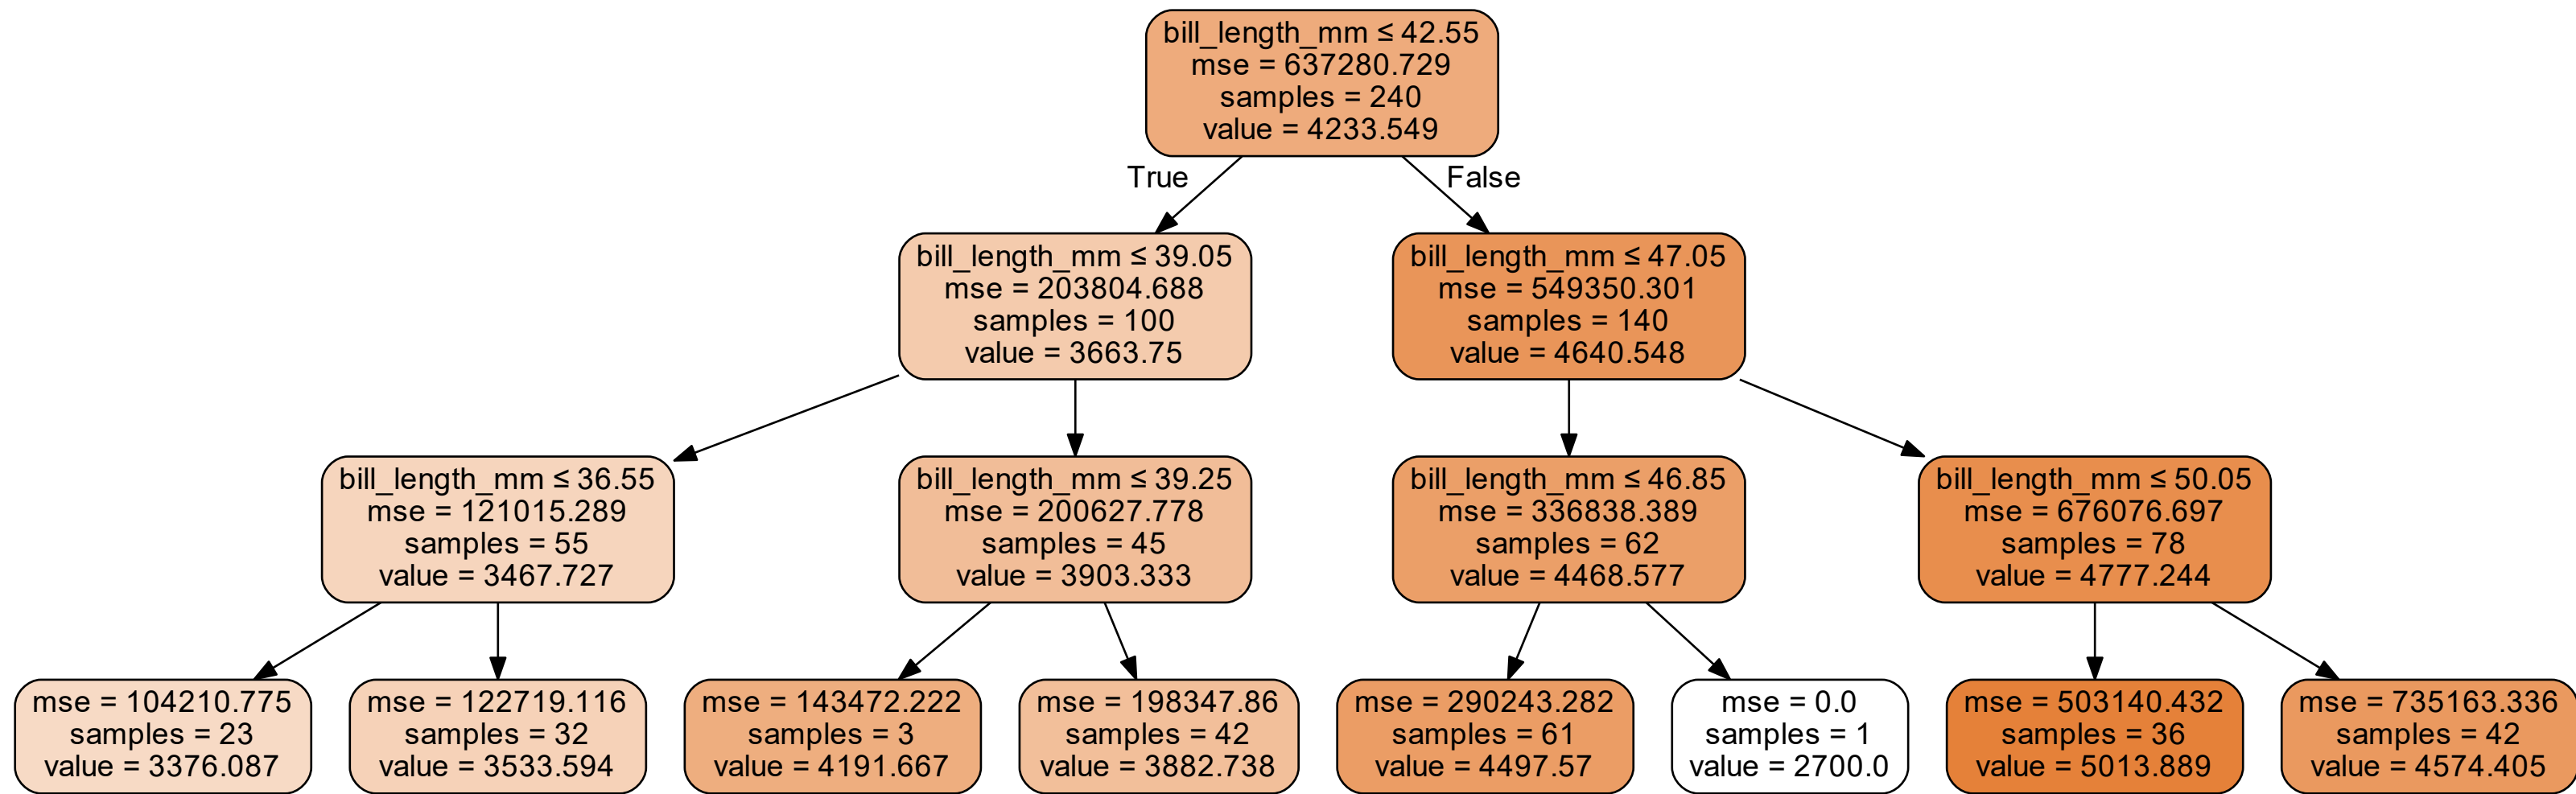 bill_length_mm ≤ 42.55
mse = 637280.729
samples = 240
value = 4233.549
True
False
bill_length_mm ≤ 39.05
mse = 203804.688
samples = 100
value = 3663.75
bill_length_mm ≤ 47.05
mse = 549350.301
samples = 140
value = 4640.548
bill_length_mm ≤ 36.55
mse = 121015.289
samples = 55
value = 3467.727
bill_length_mm ≤ 39.25
mse = 200627.778
samples = 45
value = 3903.333
bill_length_mm ≤ 46.85
mse = 336838.389
samples = 62
value = 4468.577
bill_length_mm ≤ 50.05
mse = 676076.697
samples = 78
value = 4777.244
mse = 104210.775
samples = 23
value = 3376.087
mse = 122719.116
samples = 32
value = 3533.594
mse = 143472.222
samples = 3
value = 4191.667
mse = 198347.86
samples = 42
value = 3882.738
mse = 290243.282
samples = 61
value = 4497.57
mse = 0.0
samples = 1
value = 2700.0
mse = 503140.432
samples = 36
value = 5013.889
mse = 735163.336
samples = 42
value = 4574.405